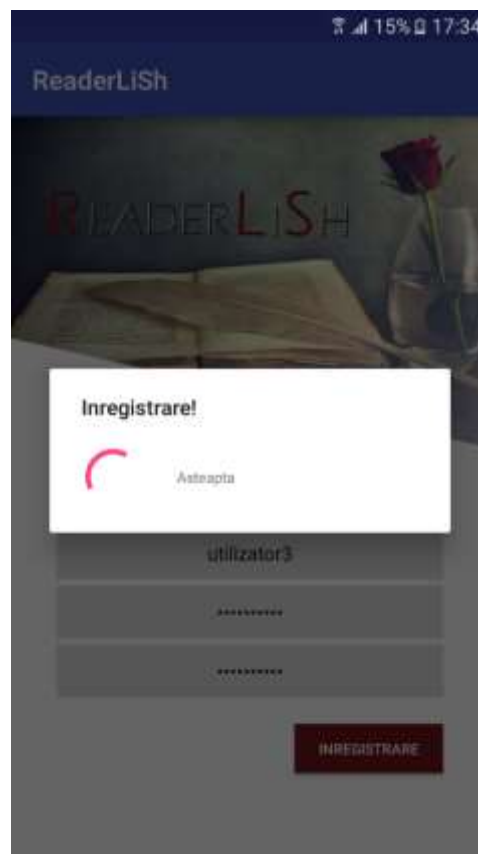 15% 17:34
ReaderLiSh
READERLISH
Inregistrare!
Asteapta
utilizator3
••••••••••
••••••••••
INREGISTRARE